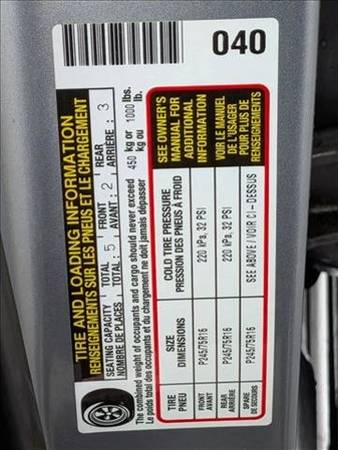 040
TIRE AND LOADING INFORMATION
RENSEIGNEMENTS SUR LES PNEUS ET LE CHARGEMENT
SEATING CAPACITY TOTAL : 5 FRONT : 2 REAR : 3
NOMBRE DE PLACES TOTAL : AVANT : ARRIÈRE :
The combined weight of occupants and cargo should never exceed 450 kg or 1000 lbs.
Le poids total des occupants et du chargement ne doit jamais dépasser kg ou lb.
TIRE SIZE COLD TIRE PRESSURE SEE OWNER'S
PNEU DIMENSIONS PRESSION DES PNEUS À FROID MANUAL FOR
ADDITIONAL
INFORMATION
FRONT P245/75R16 220 kPa, 32 PSI
AVANT
REAR P245/75R16 220 kPa, 32 PSI
ARRIÈRE
SPARE P245/75R16 SEE ABOVE / VOIR CI - DESSUS
DE SECOURS
VOIR LE MANUEL
DE L'USAGER
POUR PLUS DE
RENSEIGNEMENTS